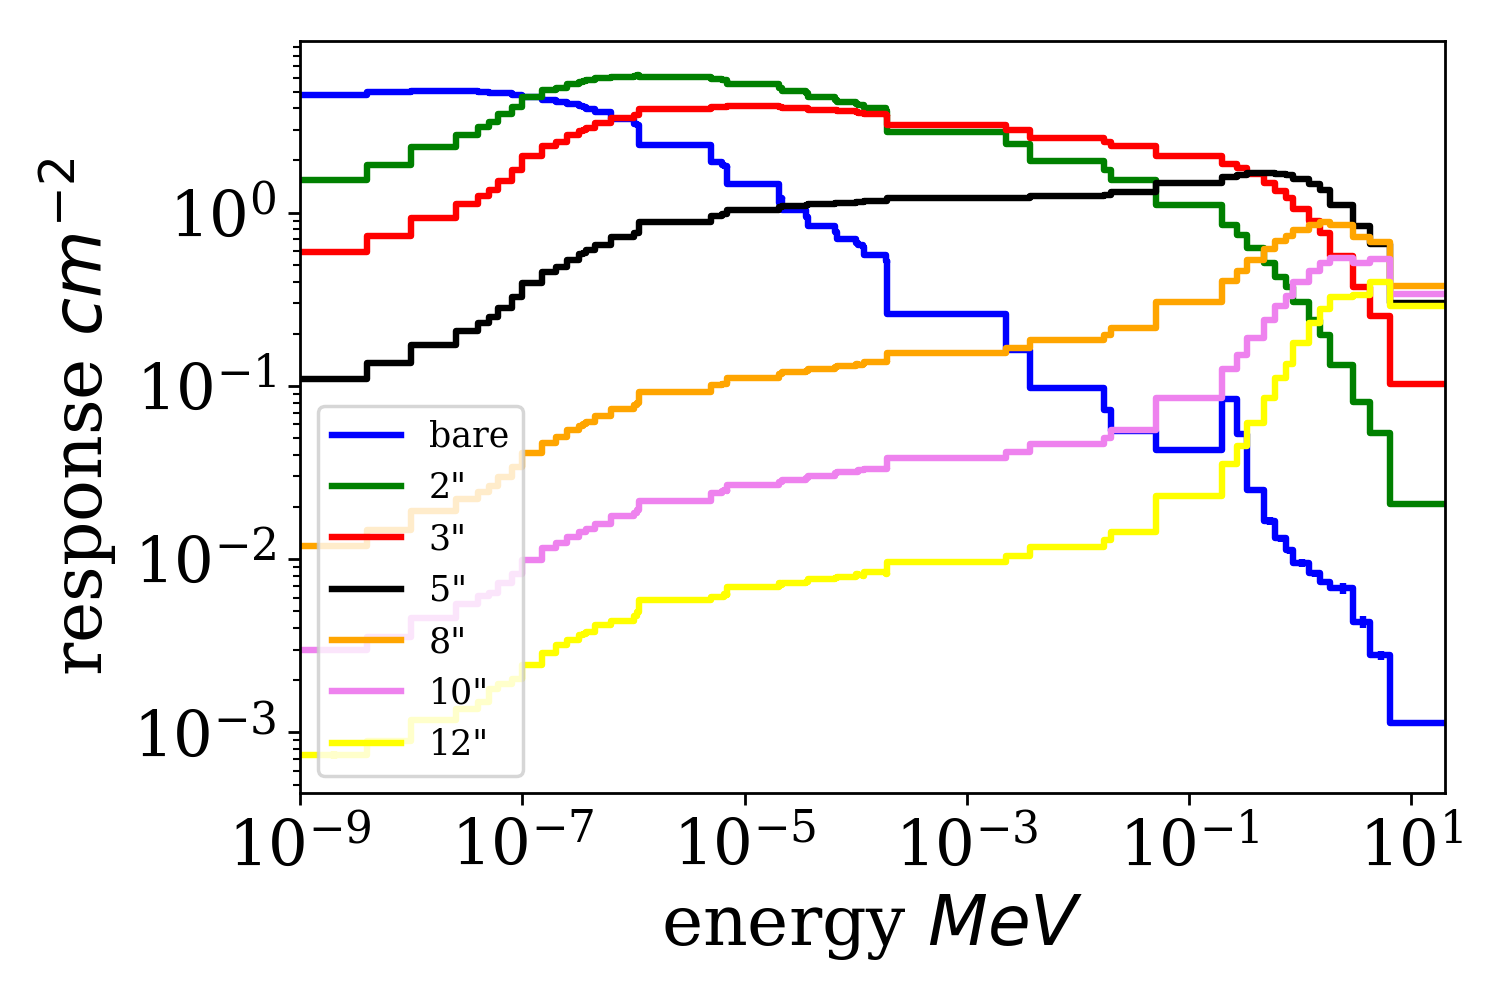 response cm⁻²
10⁰
10⁻¹
10⁻²
10⁻³
bare
2"
3"
5"
8"
10"
12"
10⁻⁹ 10⁻⁷ 10⁻⁵ 10⁻³ 10⁻¹ 10¹
energy MeV